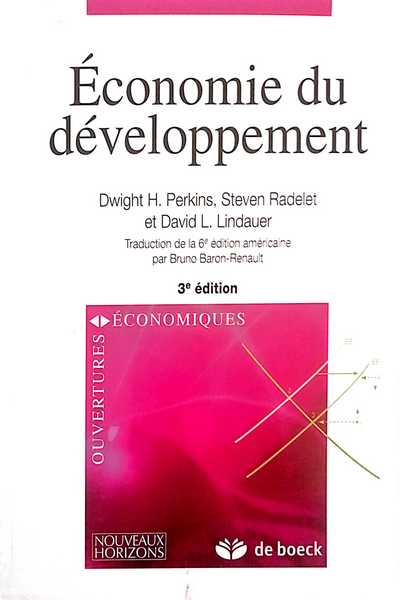 Économie du
développement
Dwight H. Perkins, Steven Radelet
et David L. Lindauer
Traduction de la 6e édition américaine
par Bruno Baron-Renault
3e édition
OUVERTURES
ÉCONOMIQUES
NOUVEAUX
HORIZONS
de boeck